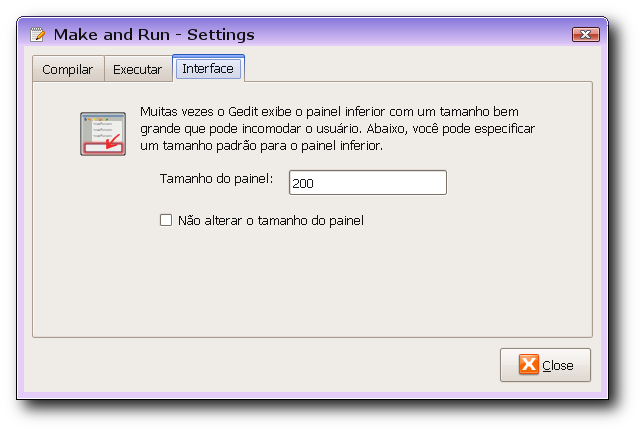 Make and Run - Settings
Compilar Executar Interface
Muitas vezes o Gedit exibe o painel inferior com um tamanho bem
grande que pode incomodar o usuário. Abaixo, você pode especificar
um tamanho padrão para o painel inferior.
Tamanho do painel: 200
Não alterar o tamanho do painel
Close